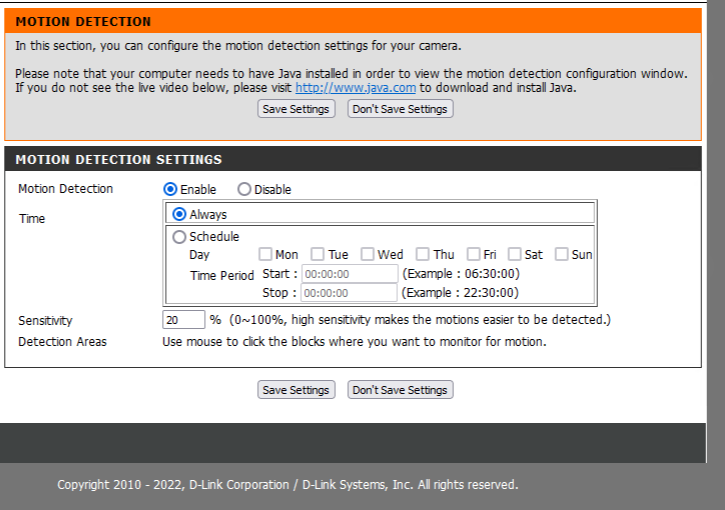 MOTION DETECTION
In this section, you can configure the motion detection settings for your camera.
Please note that your computer needs to have Java installed in order to view the motion detection configuration window.
If you do not see the live video below, please visit http://www.java.com to download and install Java.
Save Settings Don't Save Settings
MOTION DETECTION SETTINGS
Motion Detection Enable Disable
Time Always
Schedule
Day Mon Tue Wed Thu Fri Sat Sun
Time Period Start : 00:00:00 (Example : 06:30:00)
Stop : 00:00:00 (Example : 22:30:00)
Sensitivity 20 % (0~100%, high sensitivity makes the motions easier to be detected.)
Detection Areas Use mouse to click the blocks where you want to monitor for motion.
Save Settings Don't Save Settings
Copyright 2010 - 2022, D-Link Corporation / D-Link Systems, Inc. All rights reserved.